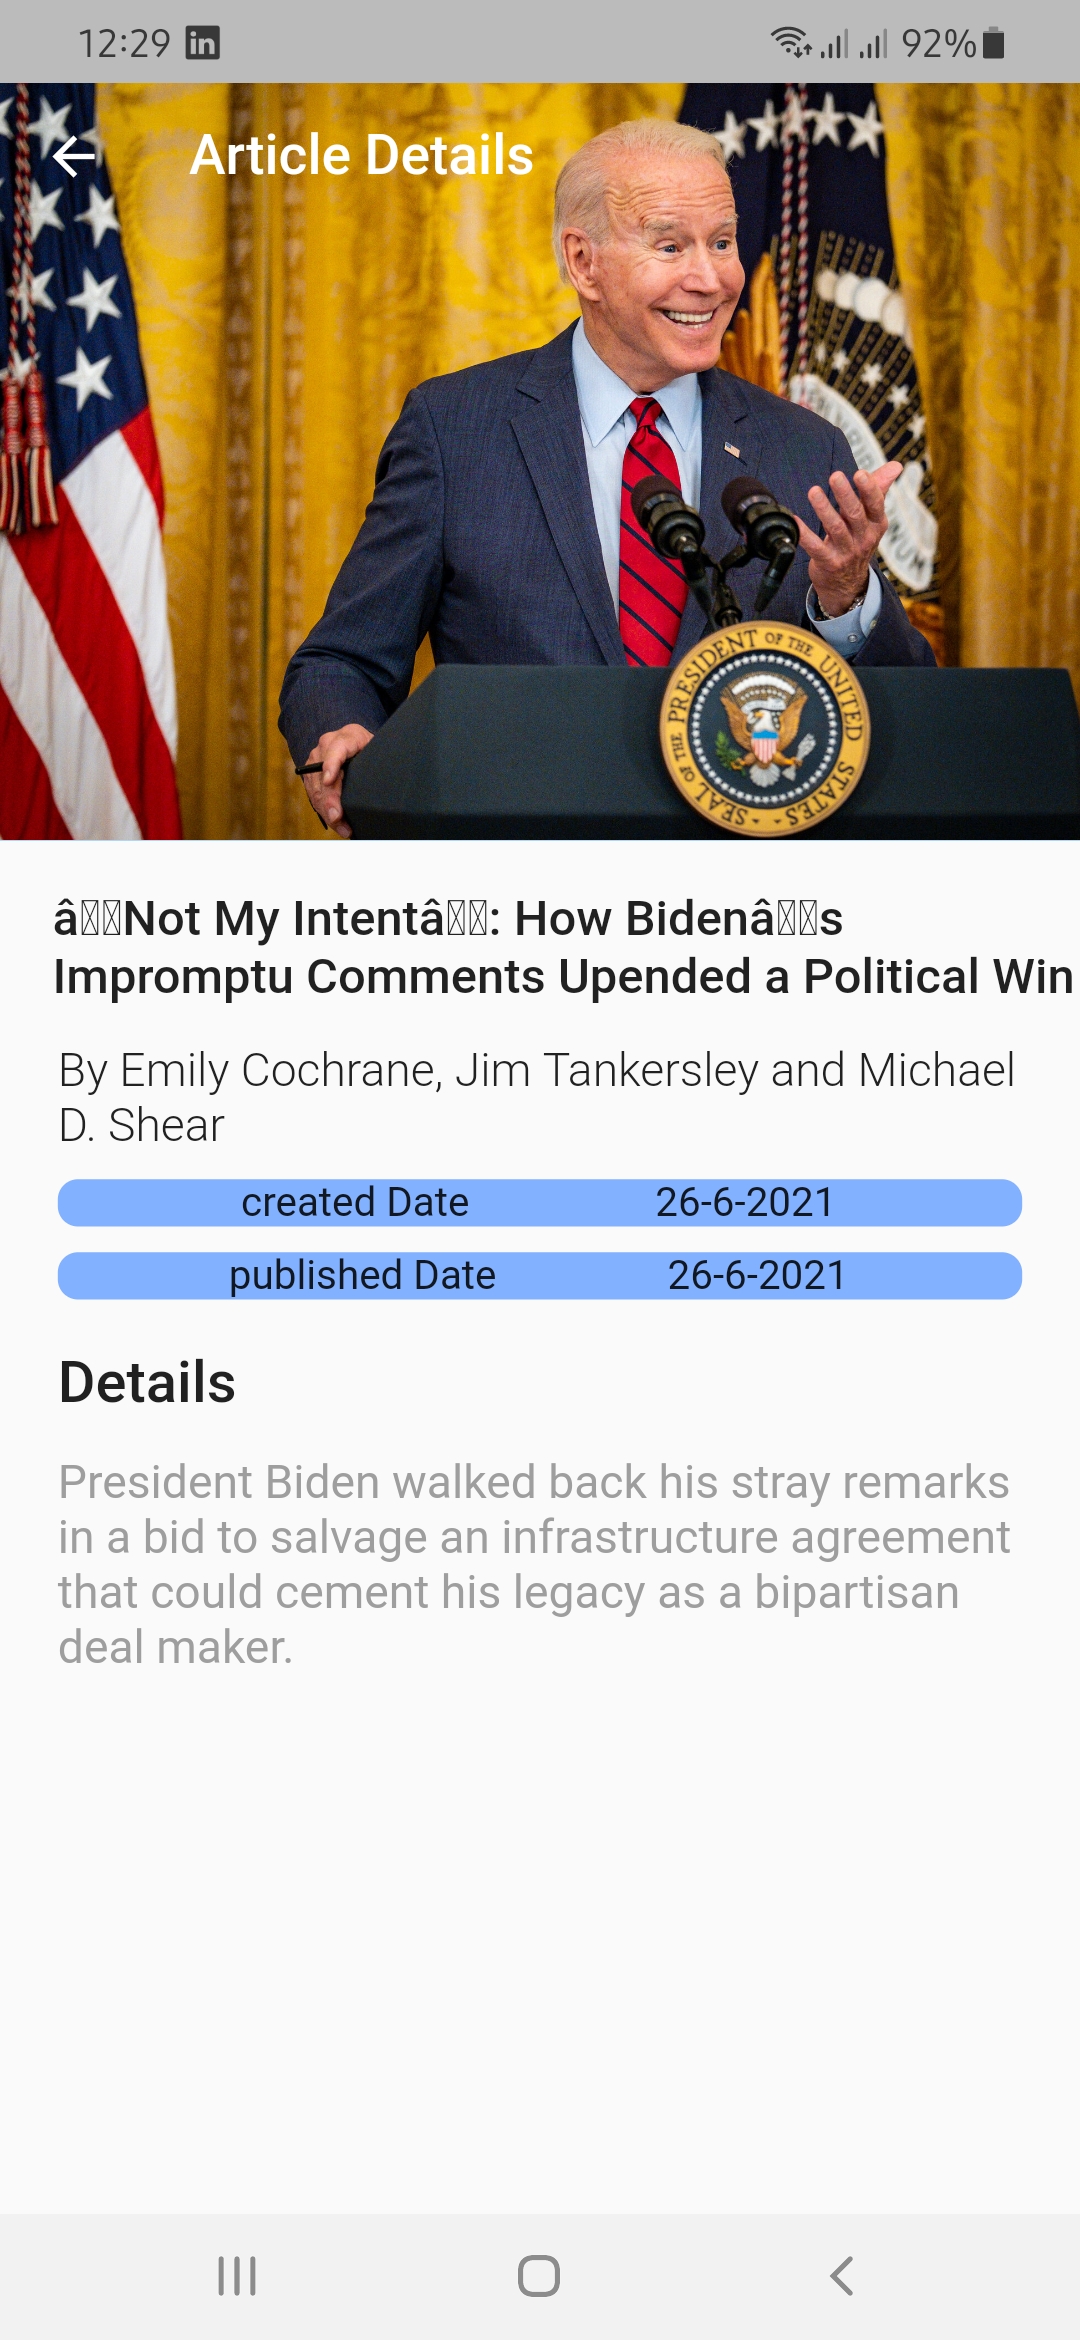 12:29 in 92%
Article Details
SEAL OF THE PRESIDENT OF THE UNITED STATES
â▯▯Not My Intentâ▯▯: How Bidenâ▯▯s
Impromptu Comments Upended a Political Win
By Emily Cochrane, Jim Tankersley and Michael
D. Shear
created Date 26-6-2021
published Date 26-6-2021
Details
President Biden walked back his stray remarks
in a bid to salvage an infrastructure agreement
that could cement his legacy as a bipartisan
deal maker.